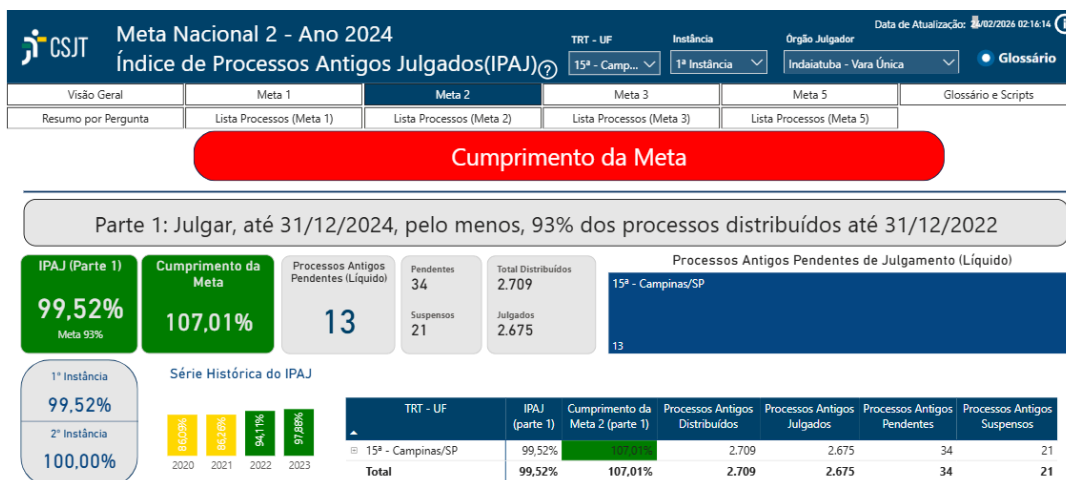 CSJT
Meta Nacional 2 - Ano 2024
Índice de Processos Antigos Julgados(IPAJ)?
Data de Atualização: 24/02/2026 02:16:14
TRT - UF
Instância
Órgão Julgador
15ª - Camp...
1ª Instância
Indaiatuba - Vara Única
Glossário
Visão Geral
Meta 1
Meta 2
Meta 3
Meta 5
Glossário e Scripts
Resumo por Pergunta
Lista Processos (Meta 1)
Lista Processos (Meta 2)
Lista Processos (Meta 3)
Lista Processos (Meta 5)
Cumprimento da Meta
Parte 1: Julgar, até 31/12/2024, pelo menos, 93% dos processos distribuídos até 31/12/2022
IPAJ (Parte 1)
99,52%
Meta 93%
Cumprimento da
Meta
107,01%
Processos Antigos
Pendentes (Líquido)
13
Pendentes
34
Suspensos
21
Total Distribuídos
2.709
Julgados
2.675
Processos Antigos Pendentes de Julgamento (Líquido)
15ª - Campinas/SP
13
1º Instância
99,52%
2º Instância
100,00%
Série Histórica do IPAJ
86,09%
86,26%
94,11%
97,88%
2020
2021
2022
2023
TRT - UF
IPAJ
(parte 1)
Cumprimento da
Meta 2 (parte 1)
Processos Antigos
Distribuídos
Processos Antigos
Julgados
Processos Antigos
Pendentes
Processos Antigos
Suspensos
15ª - Campinas/SP 99,52% 107,01% 2.709 2.675 34 21
Total 99,52% 107,01% 2.709 2.675 34 21